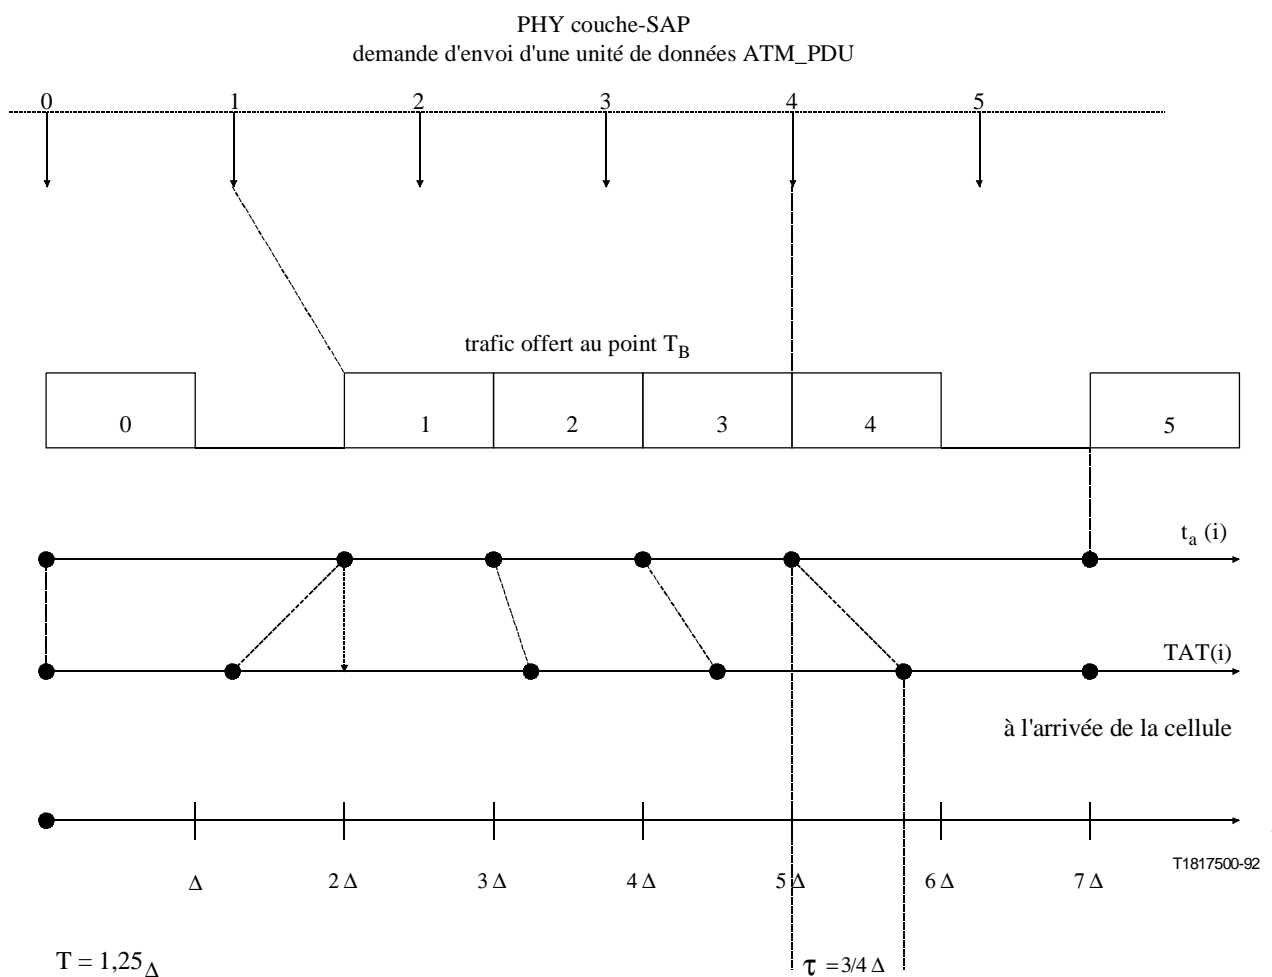 PHY couche-SAP
demande d'envoi d'une unité de données ATM_PDU
0 1 2 3 4 5
trafic offert au point T_B
0 1 2 3 4 5
t_a (i)
TAT(i)
à l'arrivée de la cellule
T1817500-92
Δ 2 Δ 3 Δ 4 Δ 5 Δ 6 Δ 7 Δ
T = 1,25 Δ τ = 3/4 Δ